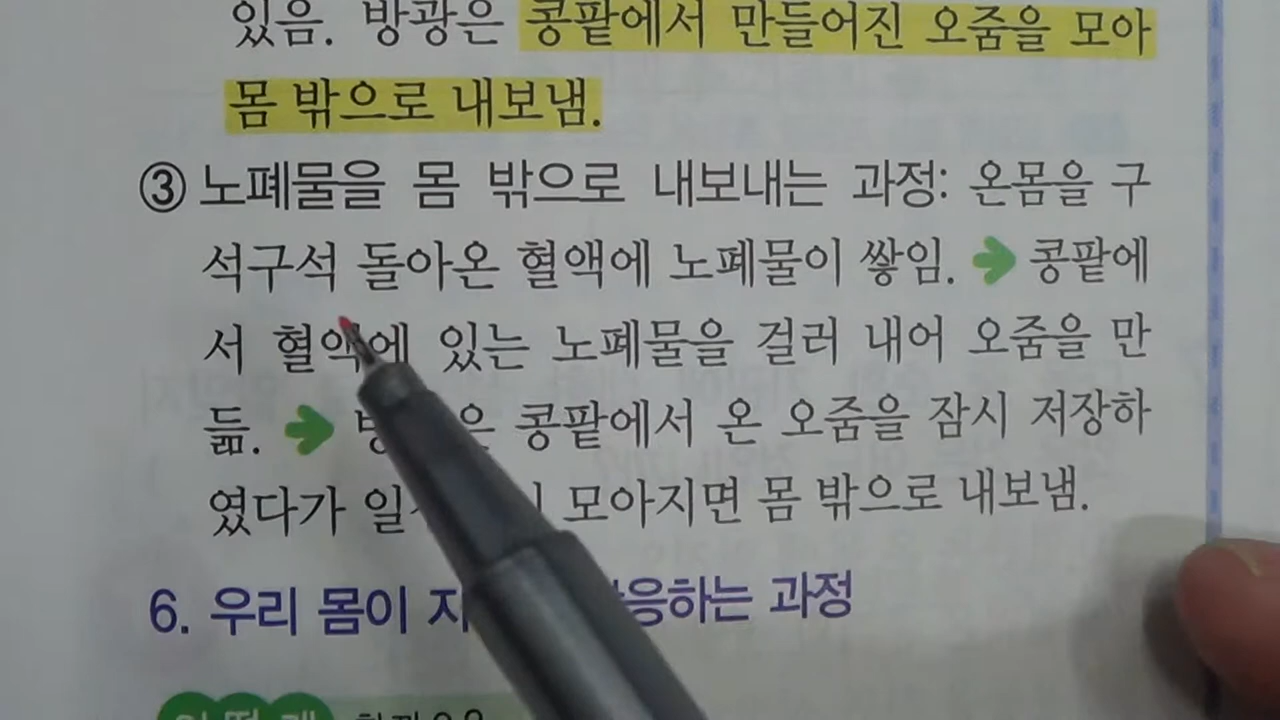 있음. 방광은 콩팥에서 만들어진 오줌을 모아
몸 밖으로 내보냄.
③ 노폐물을 몸 밖으로 내보내는 과정: 온몸을 구
석구석 돌아온 혈액에 노폐물이 쌓임. ➔ 콩팥에
서 혈액에 있는 노폐물을 걸러 내어 오줌을 만
듦. ➔ 콩팥에서 온 오줌을 잠시 저장하
였다가 모아지면 몸 밖으로 내보냄.
6. 우리 몸이 과정